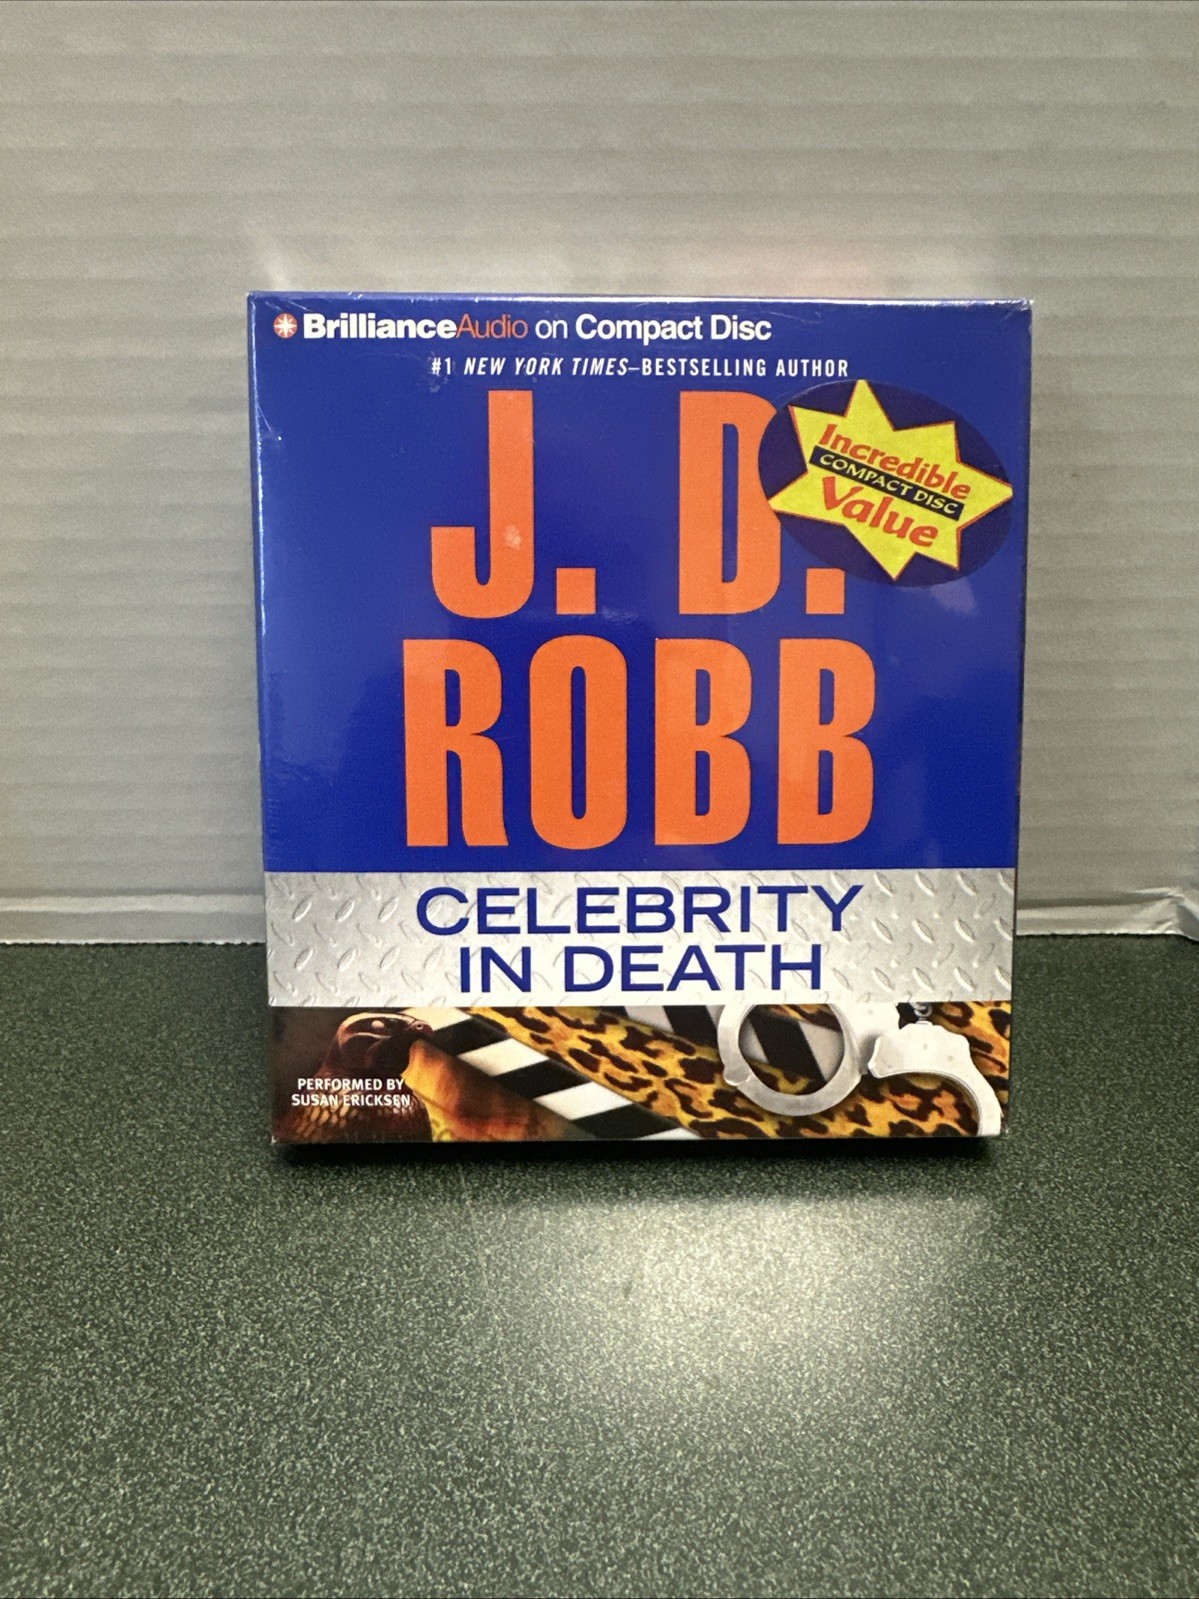 BrillianceAudio on Compact Disc
#1 NEW YORK TIMES–BESTSELLING AUTHOR
J. D.
ROBB
Incredible
COMPACT DISC
Value
CELEBRITY
IN DEATH
PERFORMED BY
SUSAN ERICKSEN